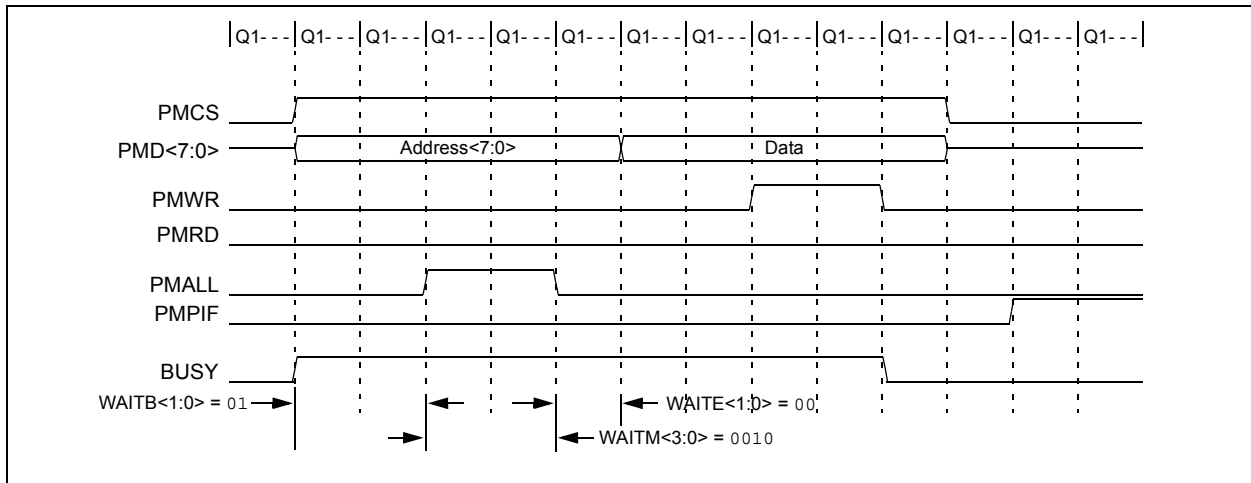 Q1- - - Q1- - - Q1- - - Q1- - - Q1- - - Q1- - - Q1- - - Q1- - - Q1- - - Q1- - - Q1- - - Q1- - - Q1- - - Q1- - -
PMCS
PMD<7:0> Address<7:0> Data
PMWR
PMRD
PMALL
PMPIF
BUSY
WAITB<1:0> = 01 WAITE<1:0> = 00
WAITM<3:0> = 0010